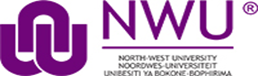 NWU ®
NORTH-WEST UNIVERSITY
NOORDWES-UNIVERSITEIT
UNIBESITI YA BOKONE-BOPHIRIMA